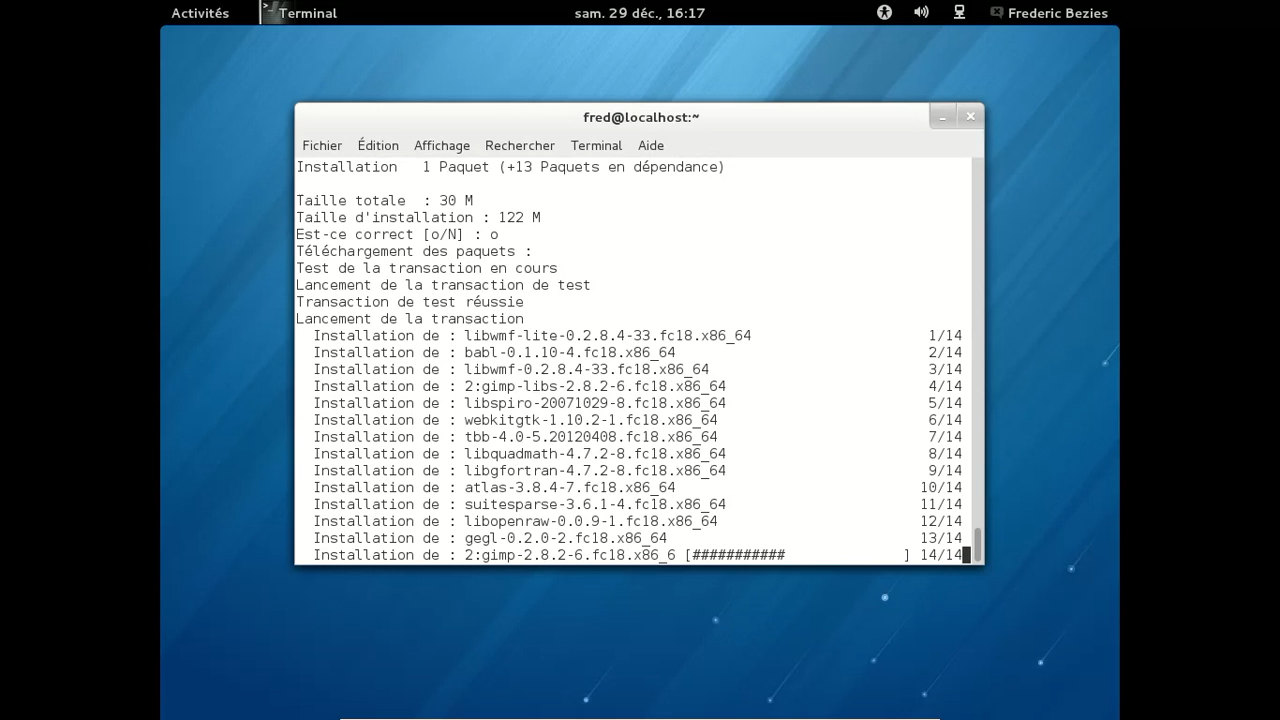 Activités
Terminal
sam. 29 déc., 16:17
Frederic Bezies
fred@localhost:~
Fichier Édition Affichage Rechercher Terminal Aide
Installation   1 Paquet (+13 Paquets en dépendance)
Taille totale  : 30 M
Taille d'installation : 122 M
Est-ce correct [o/N] : o
Téléchargement des paquets :
Test de la transaction en cours
Lancement de la transaction de test
Transaction de test réussie
Lancement de la transaction
Installation de : libwmf-lite-0.2.8.4-33.fc18.x86_64 1/14
Installation de : babl-0.1.10-4.fc18.x86_64 2/14
Installation de : libwmf-0.2.8.4-33.fc18.x86_64 3/14
Installation de : 2:gimp-libs-2.8.2-6.fc18.x86_64 4/14
Installation de : libspiro-20071029-8.fc18.x86_64 5/14
Installation de : webkitgtk-1.10.2-1.fc18.x86_64 6/14
Installation de : tbb-4.0-5.20120408.fc18.x86_64 7/14
Installation de : libquadmath-4.7.2-8.fc18.x86_64 8/14
Installation de : libgfortran-4.7.2-8.fc18.x86_64 9/14
Installation de : atlas-3.8.4-7.fc18.x86_64 10/14
Installation de : suitesparse-3.6.1-4.fc18.x86_64 11/14
Installation de : libopenraw-0.0.9-1.fc18.x86_64 12/14
Installation de : gegl-0.2.0-2.fc18.x86_64 13/14
Installation de : 2:gimp-2.8.2-6.fc18.x86_6 [###########              ] 14/14